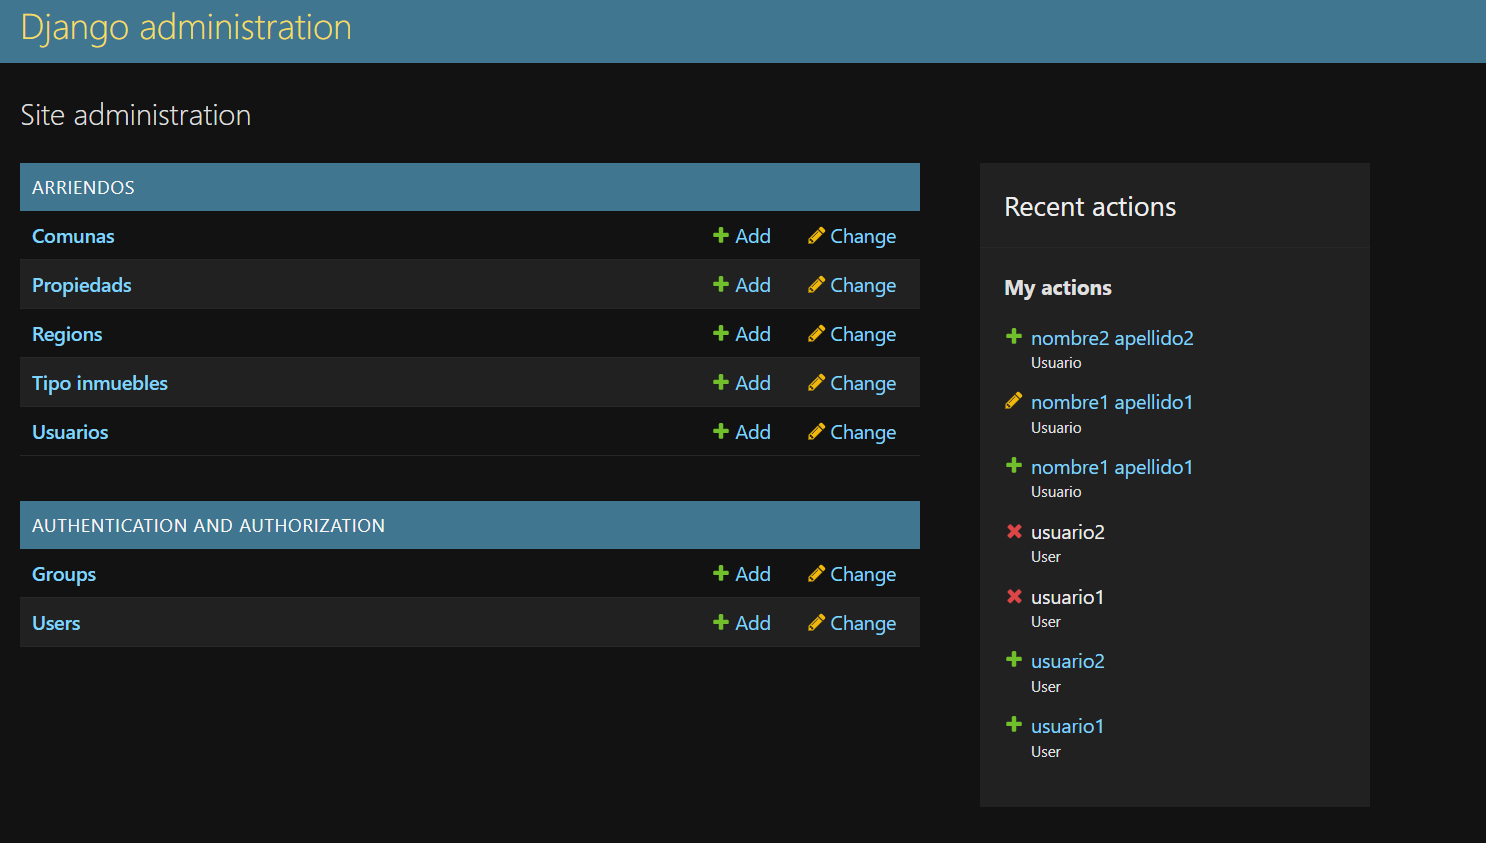 Django administration
Site administration
ARRIENDOS
Comunas Add Change
Propiedads Add Change
Regions Add Change
Tipo inmuebles Add Change
Usuarios Add Change
AUTHENTICATION AND AUTHORIZATION
Groups Add Change
Users Add Change
Recent actions
My actions
nombre2 apellido2
Usuario
nombre1 apellido1
Usuario
nombre1 apellido1
Usuario
usuario2
User
usuario1
User
usuario2
User
usuario1
User